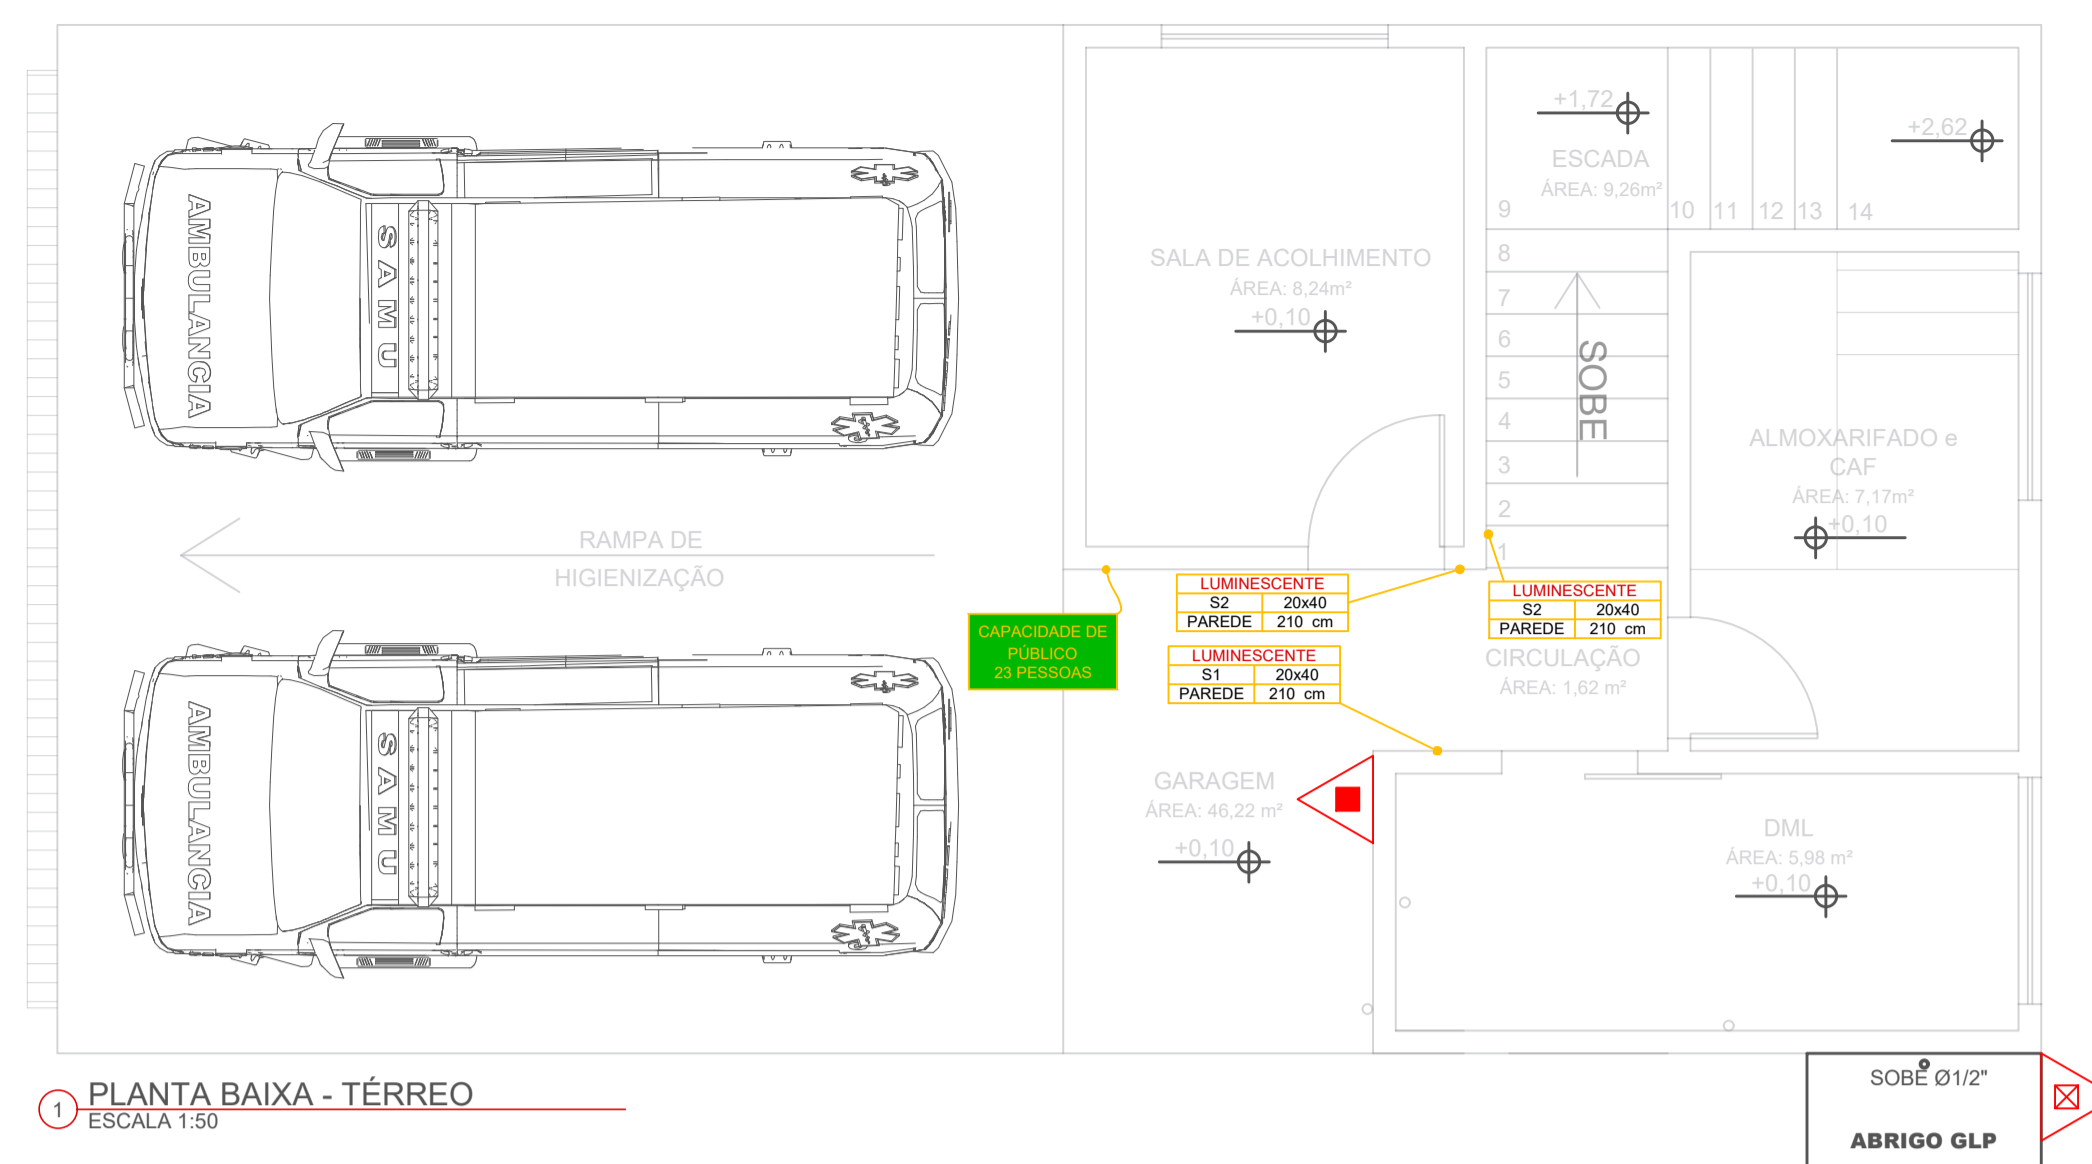 +1,72
+2,62
ESCADA
ÁREA: 9,26m²
9
10
11
12
13
14
8
7
6
5
4
3
2
1
SOBE
SALA DE ACOLHIMENTO
ÁREA: 8,24m²
+0,10
ALMOXARIFADO e
CAF
ÁREA: 7,17m²
+0,10
AMBULANCIA
SAMU
RAMPA DE
HIGIENIZAÇÃO
CAPACIDADE DE
PÚBLICO
23 PESSOAS
LUMINESCENTE
S2 20x40
PAREDE 210 cm
LUMINESCENTE
S2 20x40
PAREDE 210 cm
LUMINESCENTE
S1 20x40
PAREDE 210 cm
CIRCULAÇÃO
ÁREA: 1,62 m²
AMBULANCIA
SAMU
GARAGEM
ÁREA: 46,22 m²
+0,10
DML
ÁREA: 5,98 m²
+0,10
1 PLANTA BAIXA - TÉRREO
ESCALA 1:50
SOBE Ø1/2"
ABRIGO GLP